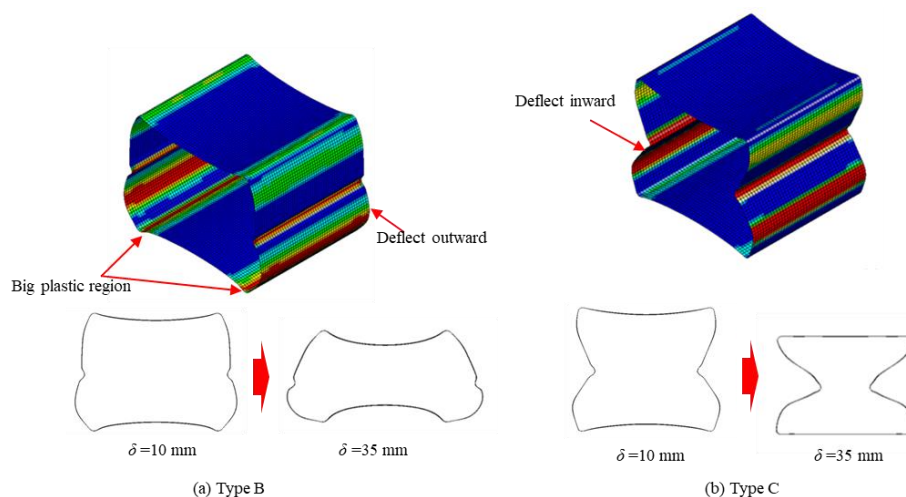 Deflect inward
Deflect outward
Big plastic region
δ =10 mm
δ =35 mm
δ =10 mm
δ =35 mm
(a) Type B
(b) Type C